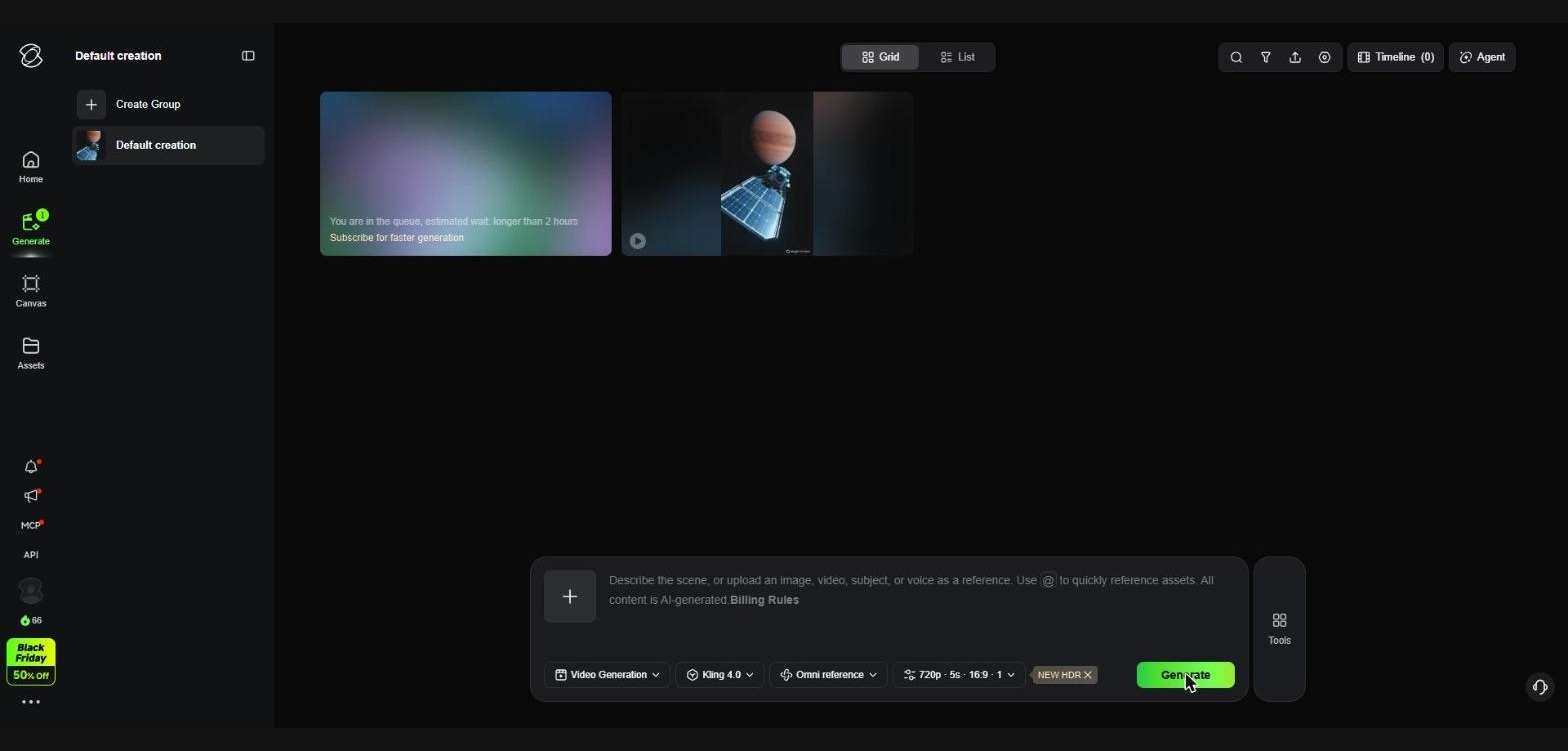 Default creation
Grid
List
Timeline (0)
Agent
Create Group
Default creation
Home
1
Generate
Canvas
Assets
You are in the queue, estimated wait: longer than 2 hours
Subscribe for faster generation
MCP
API
66
Black
Friday
50% Off
Describe the scene, or upload an image, video, subject, or voice as a reference. Use @ to quickly reference assets. All
content is AI-generated.Billing Rules
Video Generation
Kling 4.0
Omni reference
720p · 5s · 16:9 · 1
NEW HDR
Generate
Tools